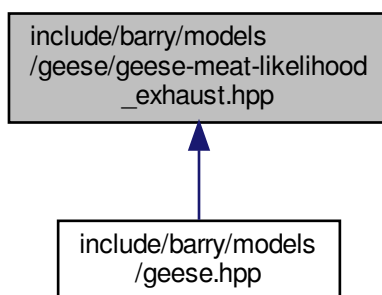 include/barry/models
/geese/geese-meat-likelihood
_exhaust.hpp
include/barry/models
/geese.hpp